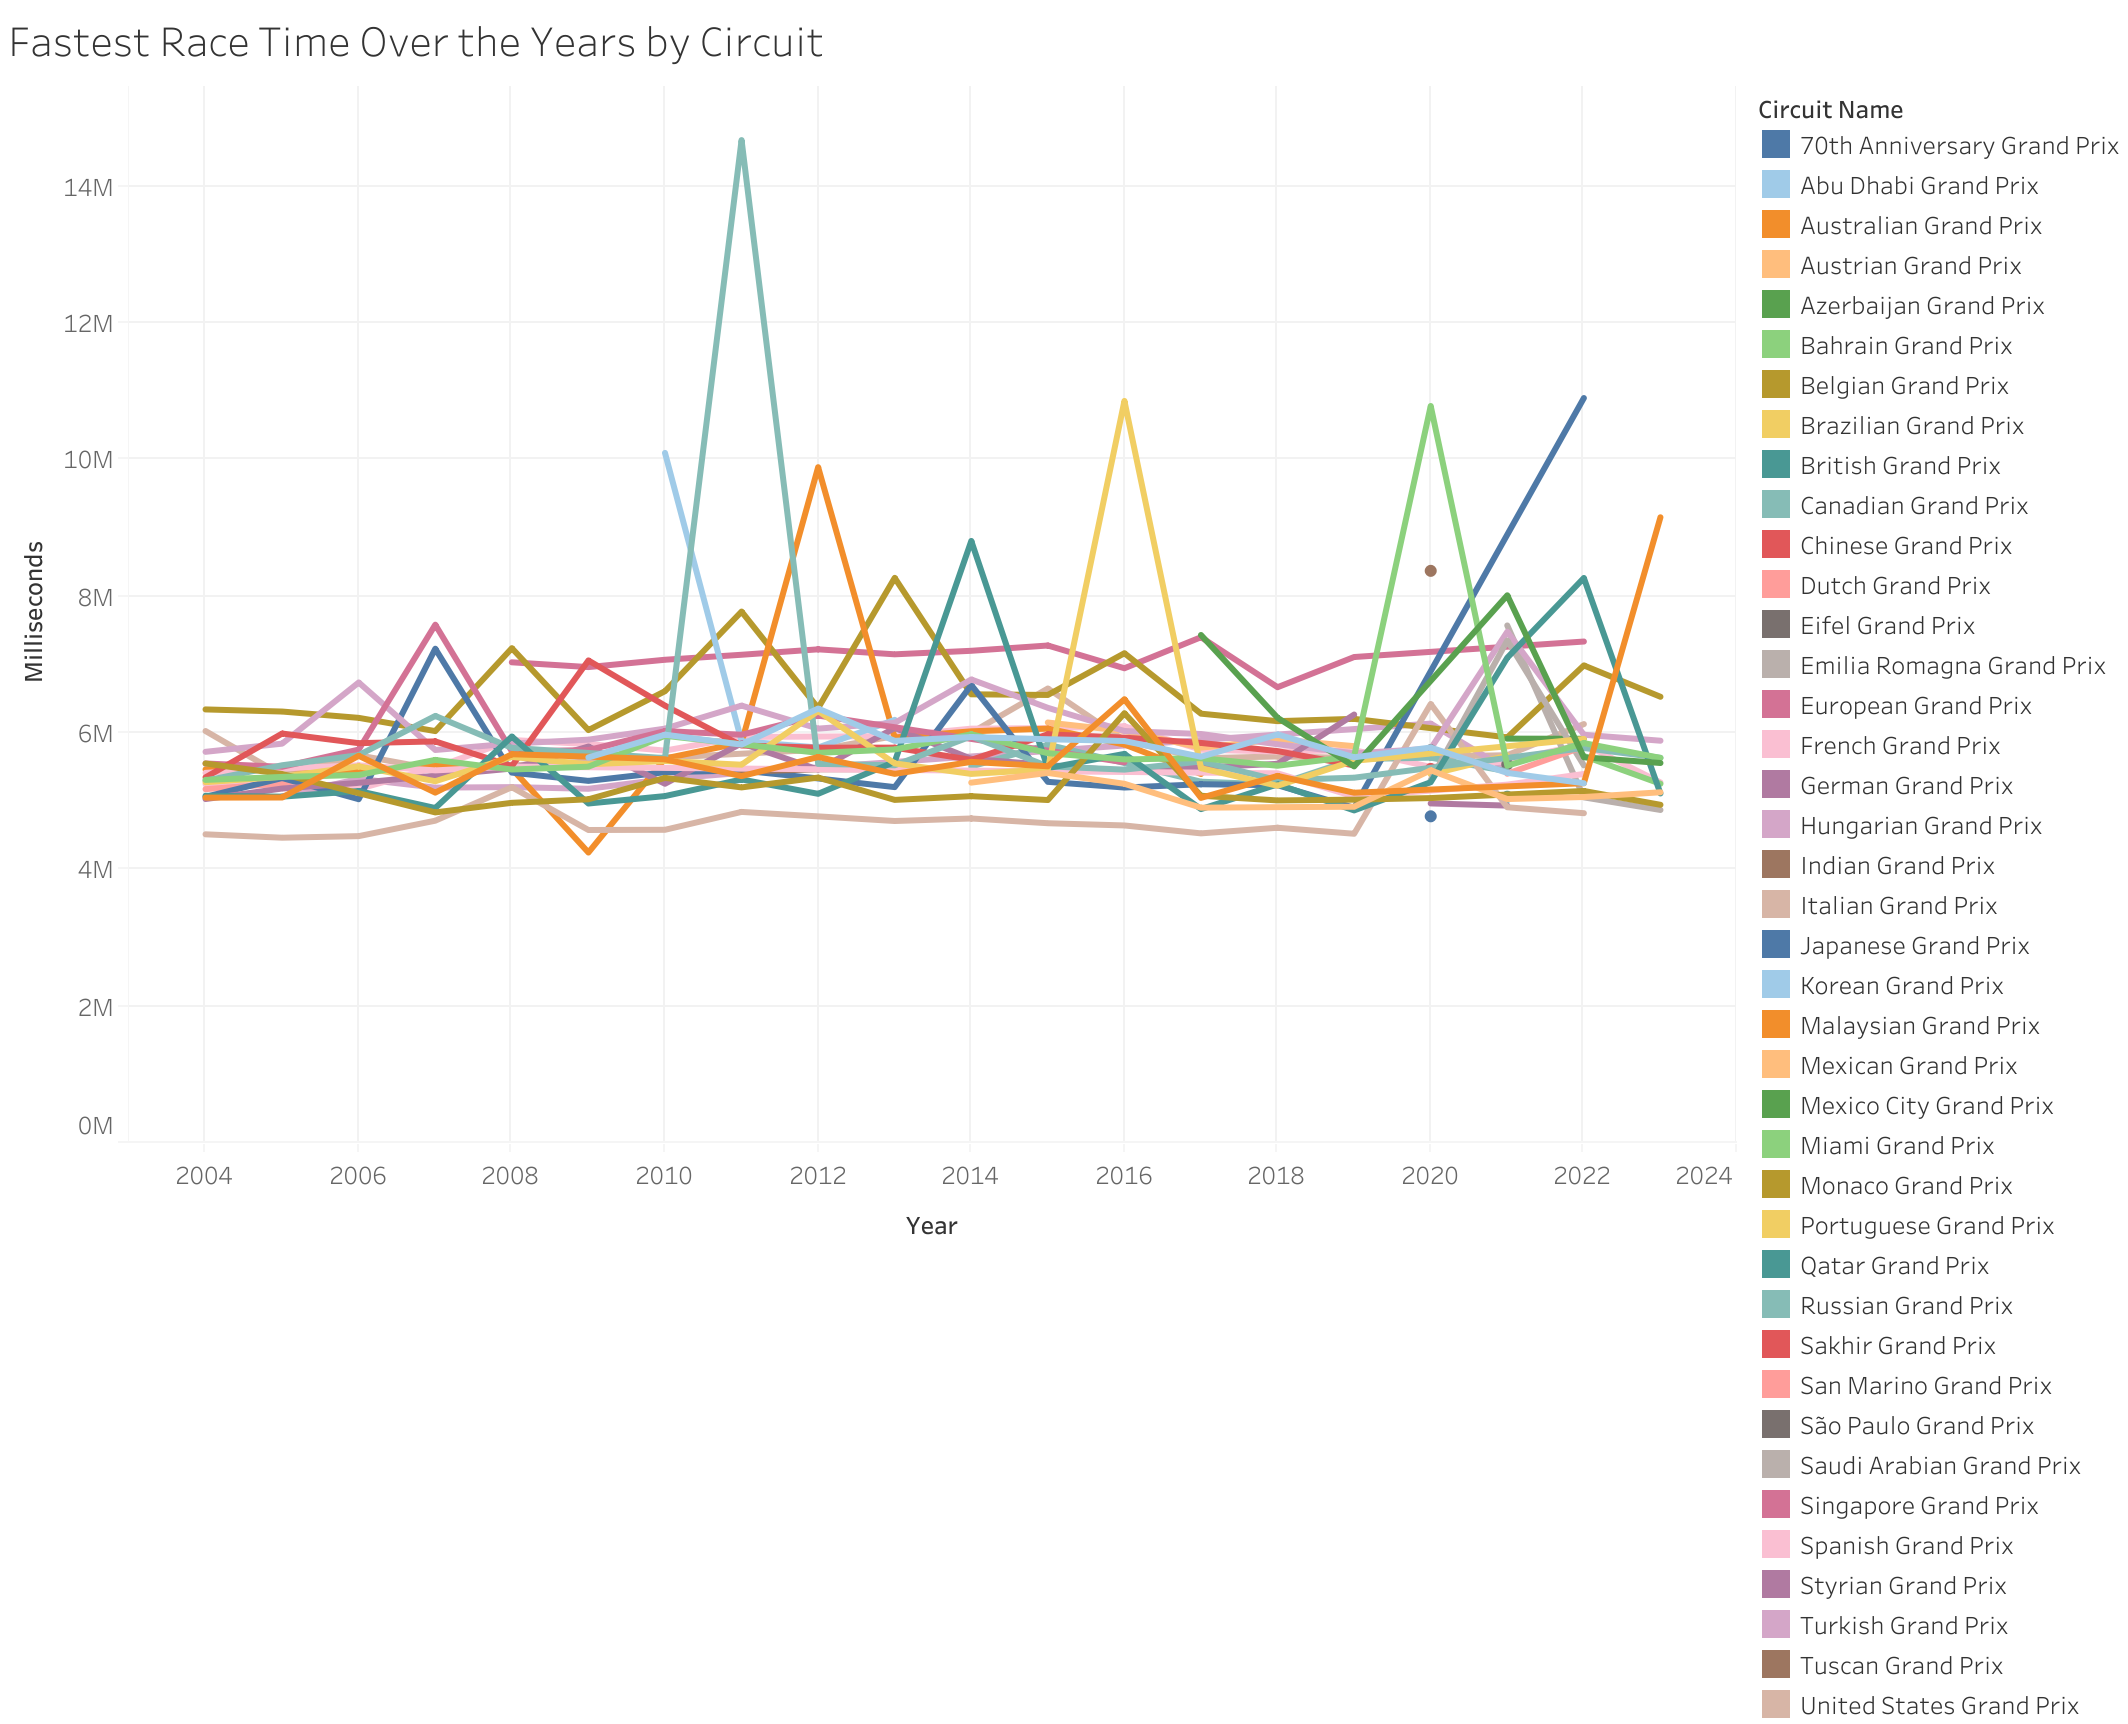 Fastest Race Time Over the Years by Circuit
14M
12M
10M
8M
6M
4M
2M
0M
Milliseconds
2004 2006 2008 2010 2012 2014 2016 2018 2020 2022 2024
Year
Circuit Name
70th Anniversary Grand Prix
Abu Dhabi Grand Prix
Australian Grand Prix
Austrian Grand Prix
Azerbaijan Grand Prix
Bahrain Grand Prix
Belgian Grand Prix
Brazilian Grand Prix
British Grand Prix
Canadian Grand Prix
Chinese Grand Prix
Dutch Grand Prix
Eifel Grand Prix
Emilia Romagna Grand Prix
European Grand Prix
French Grand Prix
German Grand Prix
Hungarian Grand Prix
Indian Grand Prix
Italian Grand Prix
Japanese Grand Prix
Korean Grand Prix
Malaysian Grand Prix
Mexican Grand Prix
Mexico City Grand Prix
Miami Grand Prix
Monaco Grand Prix
Portuguese Grand Prix
Qatar Grand Prix
Russian Grand Prix
Sakhir Grand Prix
San Marino Grand Prix
São Paulo Grand Prix
Saudi Arabian Grand Prix
Singapore Grand Prix
Spanish Grand Prix
Styrian Grand Prix
Turkish Grand Prix
Tuscan Grand Prix
United States Grand Prix